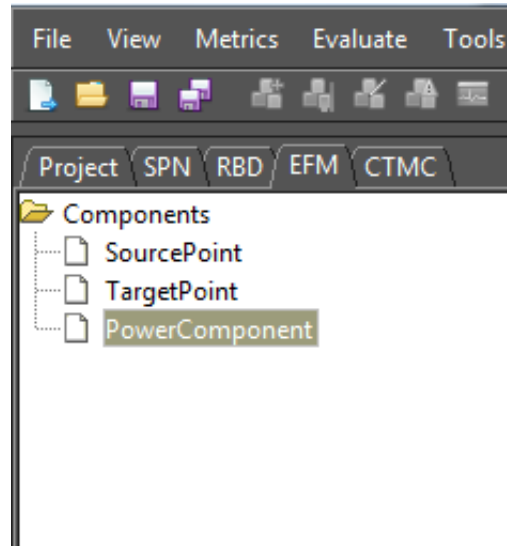 File View Metrics Evaluate Tools
Project SPN RBD EFM CTMC
Components
SourcePoint
TargetPoint
PowerComponent